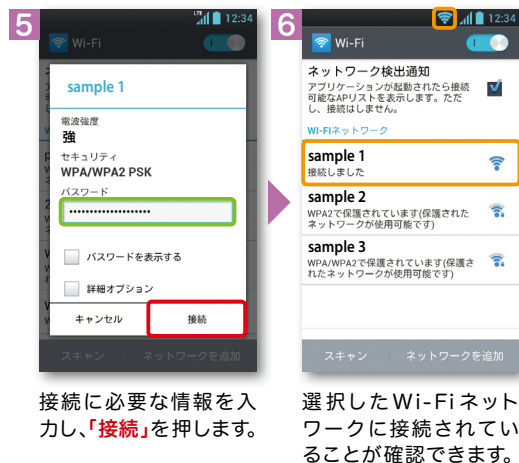 5
LTE 12:34
Wi-Fi
sample 1
電波強度
強
セキュリティ
WPA/WPA2 PSK
パスワード
•••••••••••••••••••
パスワードを表示する
詳細オプション
キャンセル 接続
スキャン ネットワークを追加
接続に必要な情報を入
力し、「接続」を押します。
6
12:34
Wi-Fi
ネットワーク検出通知
アプリケーションが起動されたら接続
可能なAPリストを表示します。ただ
し、接続はしません。
WI-FIネットワーク
sample 1
接続しました
sample 2
WPA2で保護されています(保護された
ネットワークが使用可能です)
sample 3
WPA/WPA2で保護されています(保護さ
れたネットワークが使用可能です)
スキャン ネットワークを追加
選択したWi-Fiネット
ワークに接続されてい
ることが確認できます。